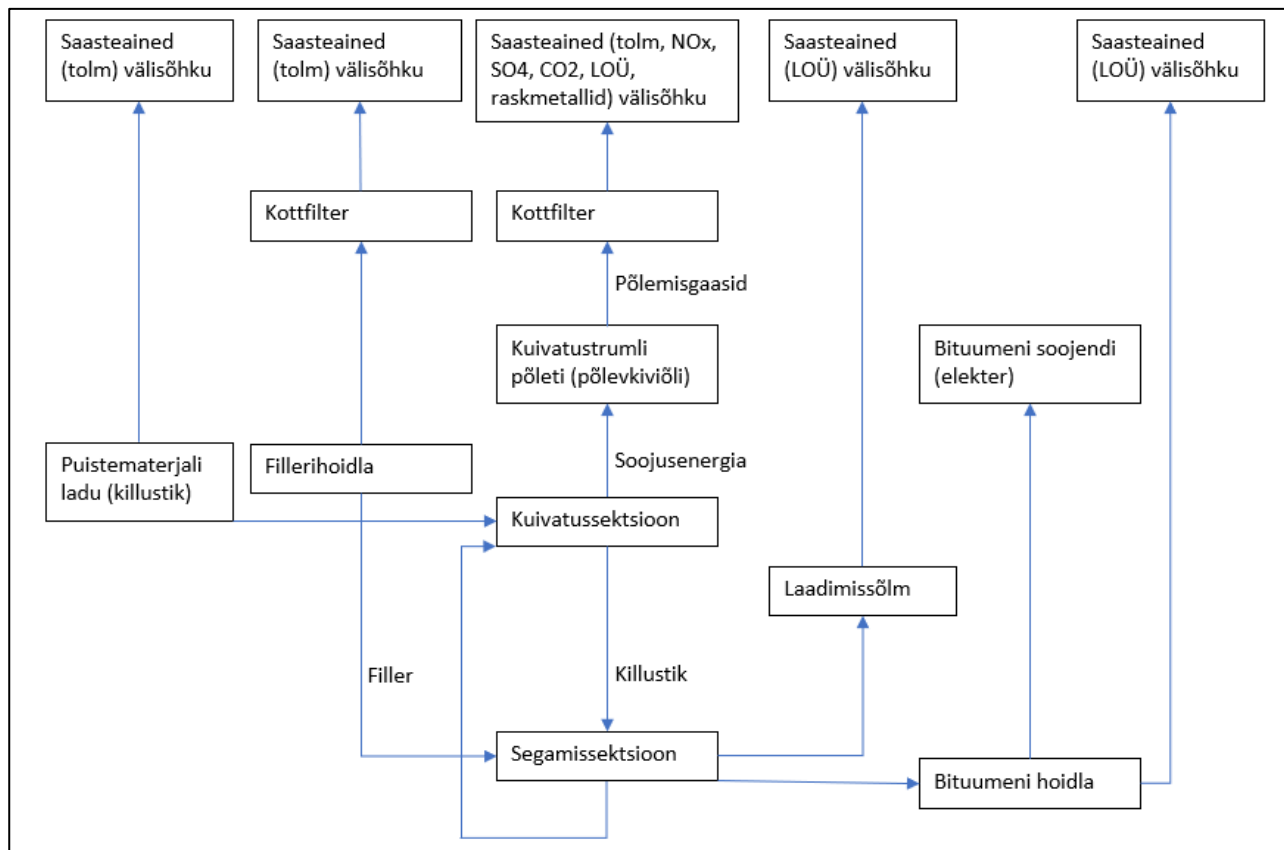 Saasteained
(tolm) välisõhku
Saasteained
(tolm) välisõhku
Saasteained (tolm, NOx,
SO4, CO2, LOÜ,
raskmetallid) välisõhku
Saasteained
(LOÜ) välisõhku
Saasteained
(LOÜ) välisõhku
Kottfilter
Kottfilter
Põlemisgaasid
Kuivatustrumli
põleti (põlevkiviõli)
Bituumeni soojendi
(elekter)
Puistematerjali
ladu (killustik)
Fillerihoidla
Soojusenergia
Kuivatussektsioon
Laadimissõlm
Filler
Killustik
Segamissektsioon
Bituumeni hoidla